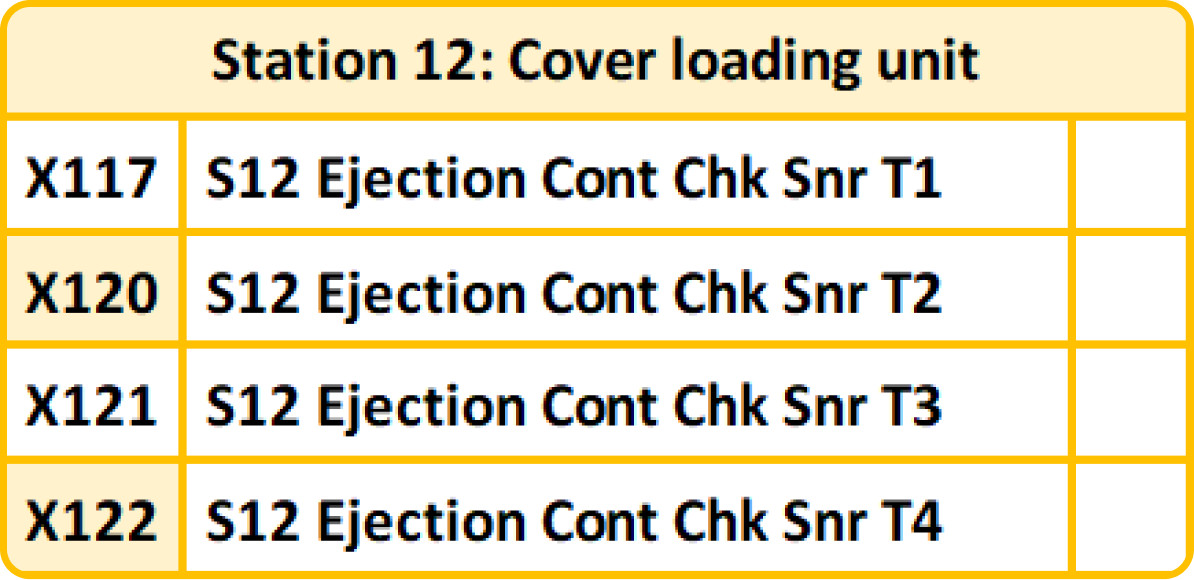 Station 12: Cover loading unit
X117 S12 Ejection Cont Chk Snr T1
X120 S12 Ejection Cont Chk Snr T2
X121 S12 Ejection Cont Chk Snr T3
X122 S12 Ejection Cont Chk Snr T4